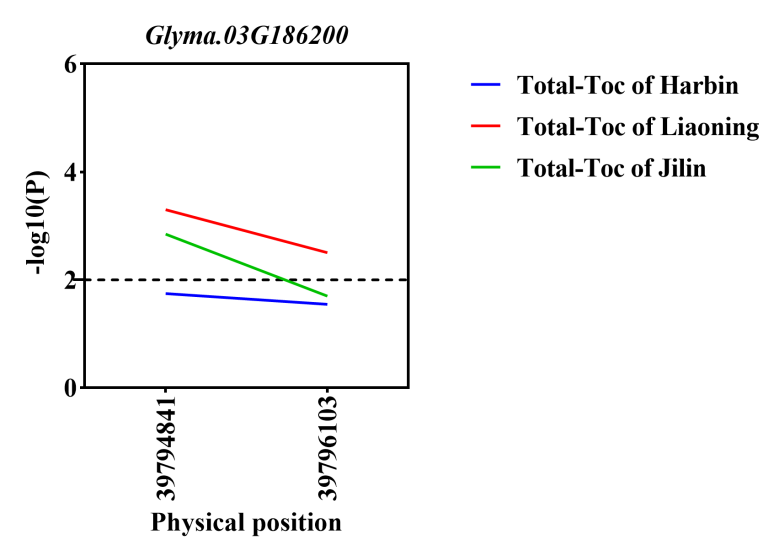 Glyma.03G186200
6
4
2
0
-log10(P)
39794841
39796103
Physical position
Total-Toc of Harbin
Total-Toc of Liaoning
Total-Toc of Jilin